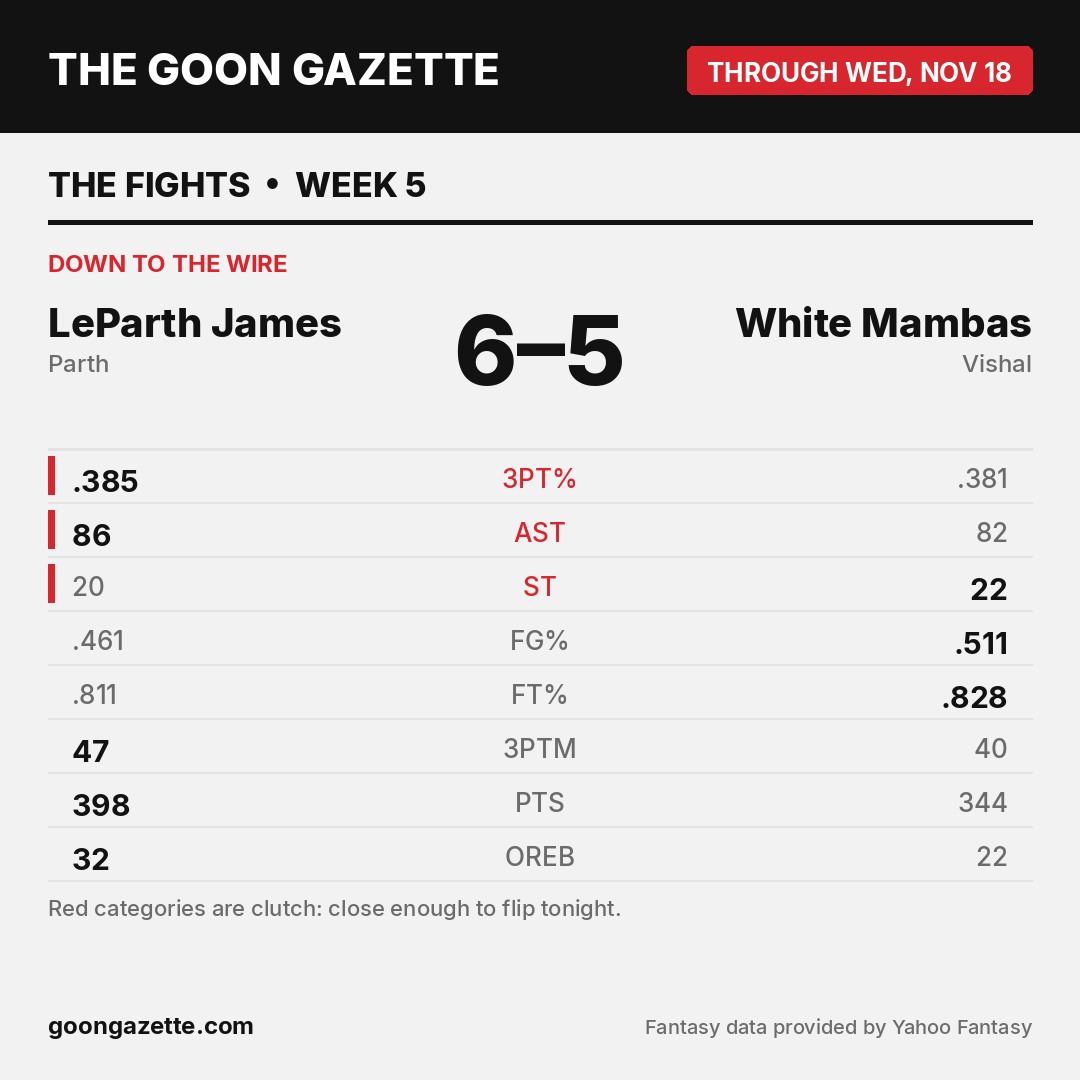 THE GOON GAZETTE
THROUGH WED, NOV 18
THE FIGHTS • WEEK 5
DOWN TO THE WIRE
LeParth James 6–5 White Mambas
Parth Vishal
.385 3PT% .381
86 AST 82
20 ST 22
.461 FG% .511
.811 FT% .828
47 3PTM 40
398 PTS 344
32 OREB 22
Red categories are clutch: close enough to flip tonight.
goongazette.com Fantasy data provided by Yahoo Fantasy